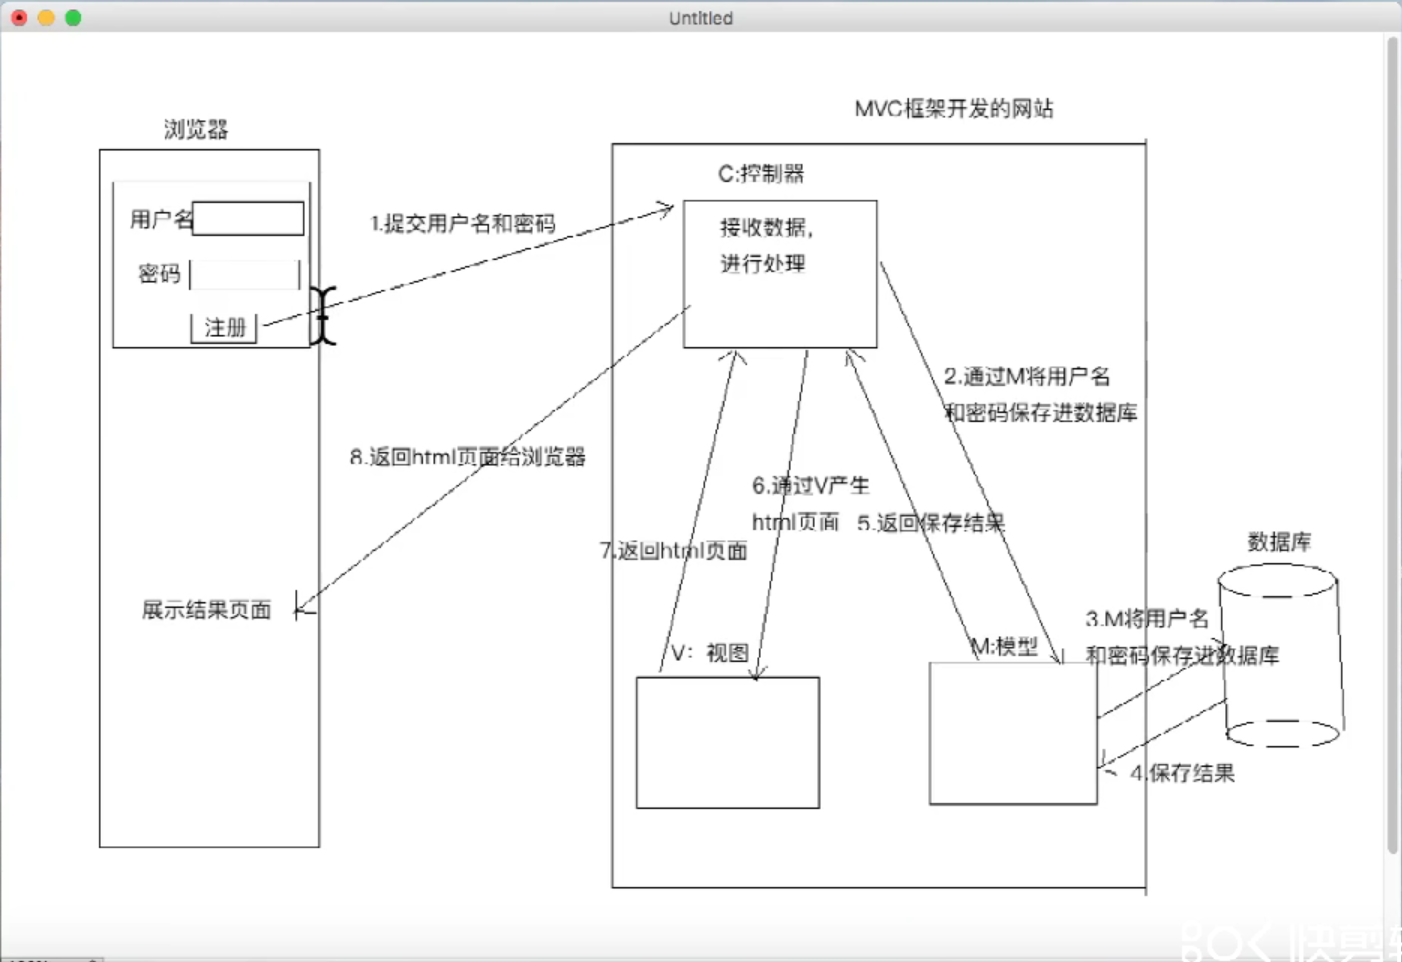 Untitled
MVC框架开发的网站
浏览器
C:控制器
用户名
1.提交用户名和密码
接收数据,
进行处理
密码
注册
2.通过M将用户名
和密码保存进数据库
8.返回html页面给浏览器
6.通过V产生
html页面
5.返回保存结果
7.返回html页面
数据库
展示结果页面
3.M将用户名
和密码保存进数据库
V: 视图
M:模型
4.保存结果